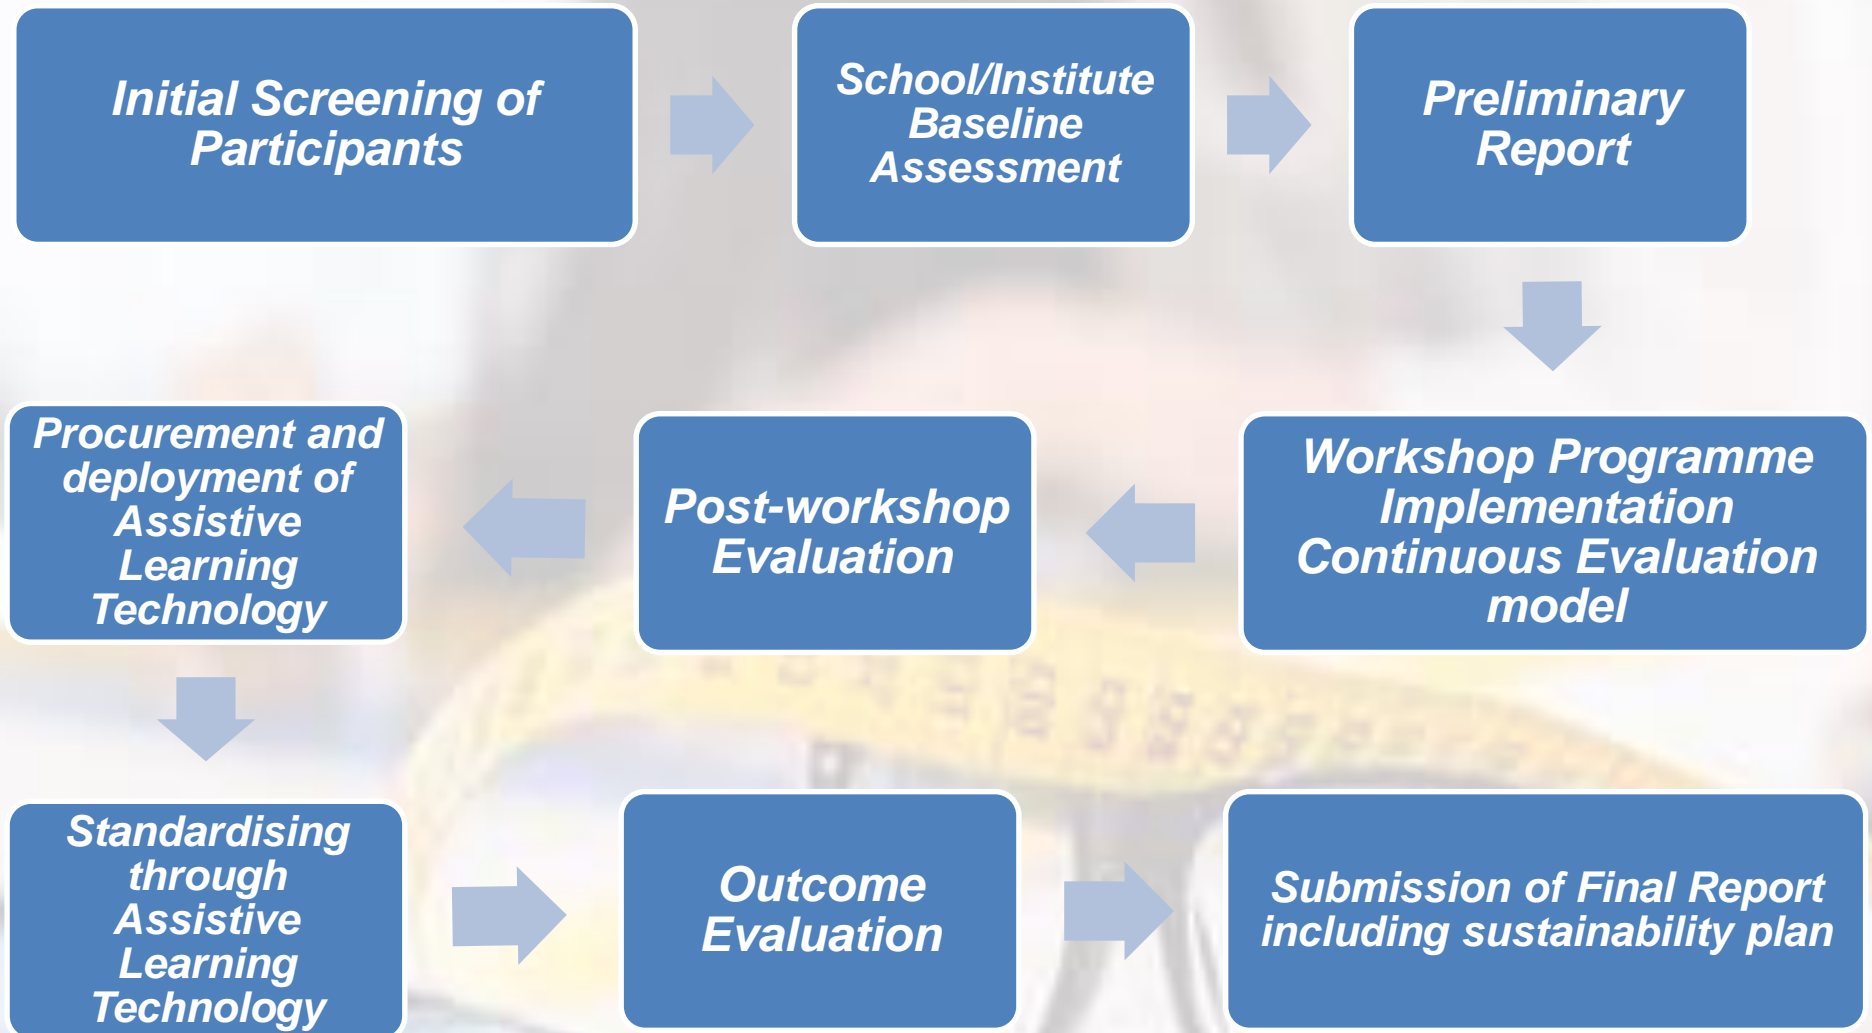 Initial Screening of
Participants
School/Institute
Baseline
Assessment
Preliminary
Report
Workshop Programme
Implementation
Continuous Evaluation
model
Post-workshop
Evaluation
Procurement and
deployment of
Assistive
Learning
Technology
Standardising
through
Assistive
Learning
Technology
Outcome
Evaluation
Submission of Final Report
including sustainability plan